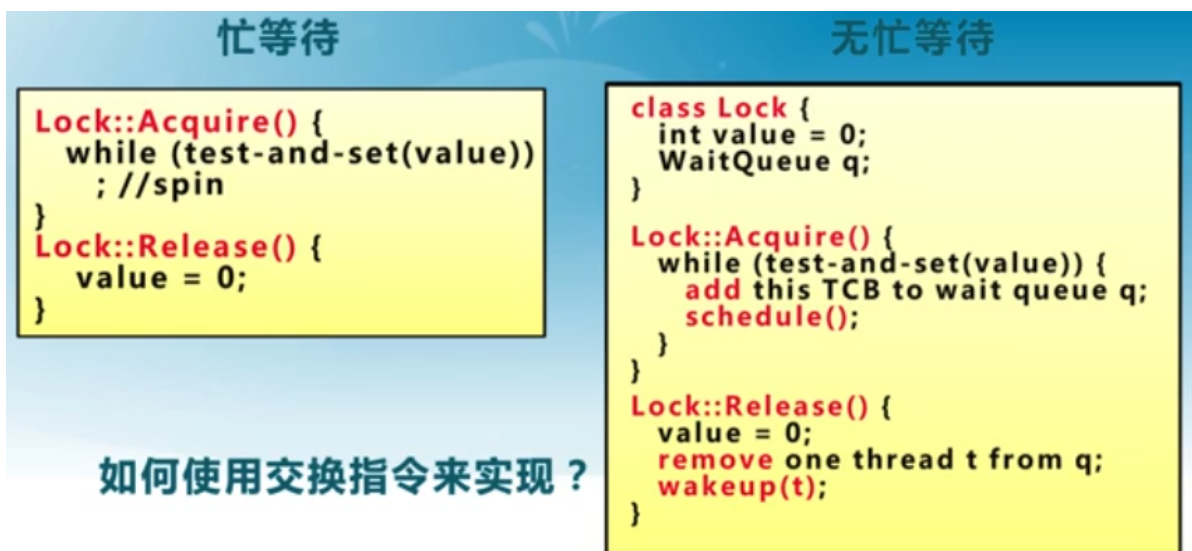 忙等待
Lock::Acquire() {
while (test-and-set(value))
; //spin
}
Lock::Release() {
value = 0;
}
如何使用交换指令来实现？
无忙等待
class Lock {
int value = 0;
WaitQueue q;
}
Lock::Acquire() {
while (test-and-set(value)) {
add this TCB to wait queue q;
schedule();
}
}
Lock::Release() {
value = 0;
remove one thread t from q;
wakeup(t);
}